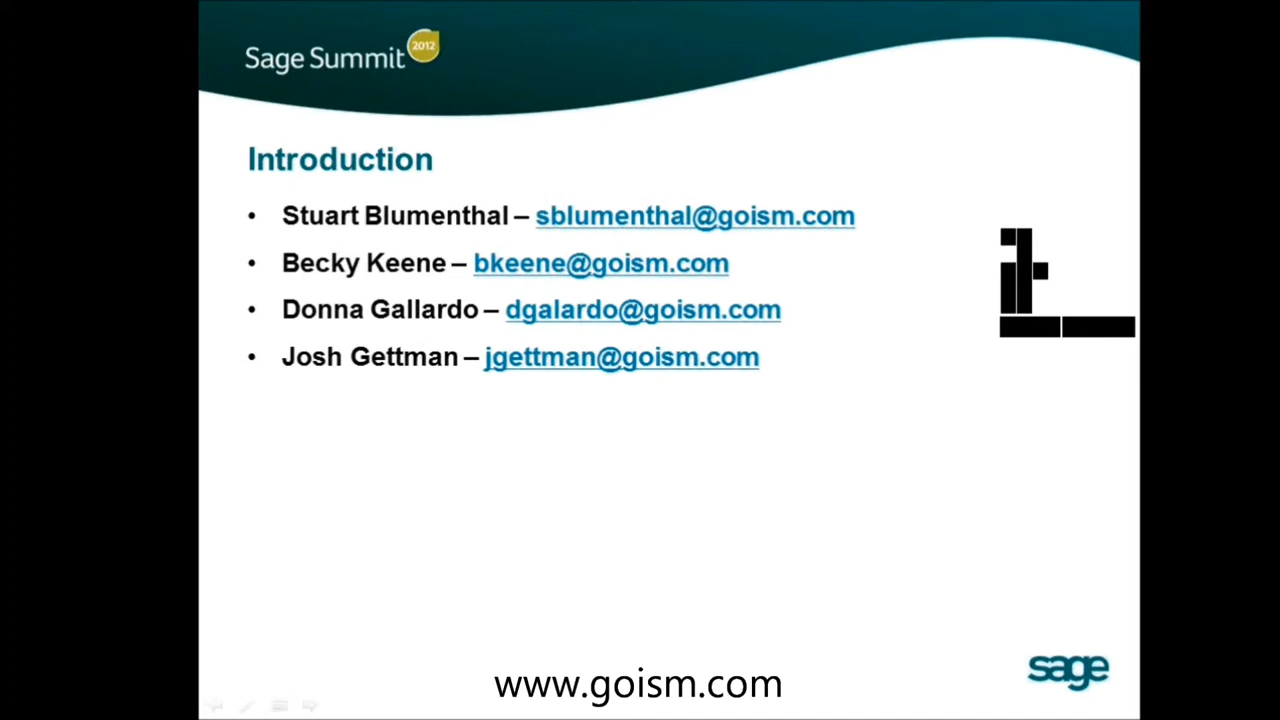 Sage Summit 2012
Introduction
• Stuart Blumenthal – sblumenthal@goism.com
• Becky Keene – bkeene@goism.com
• Donna Gallardo – dgalardo@goism.com
• Josh Gettman – jgettman@goism.com
sage
www.goism.com